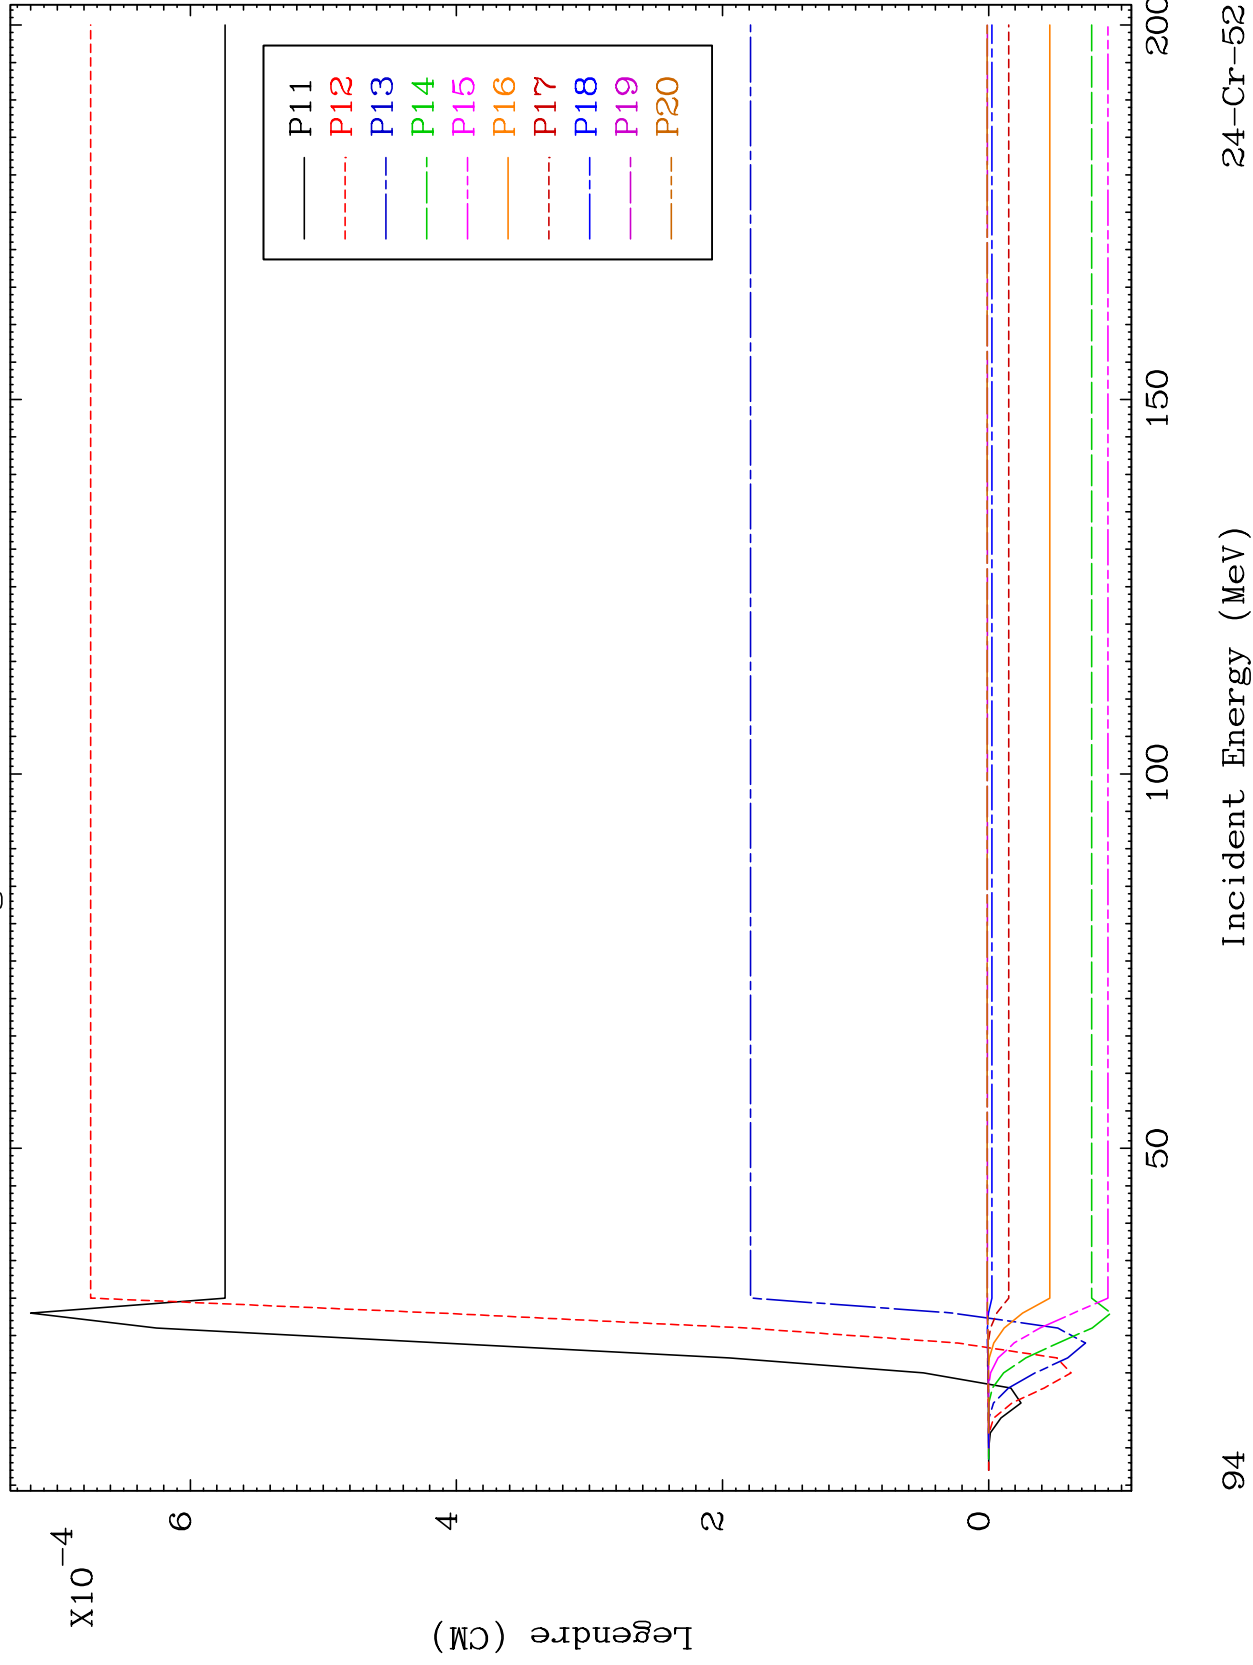 X10-4
6
4
2
0
Legendre (CM)
P11
P12
P13
P14
P15
P16
P17
P18
P19
P20
50
100
150
200
Incident Energy (MeV)
94
24-Cr-52